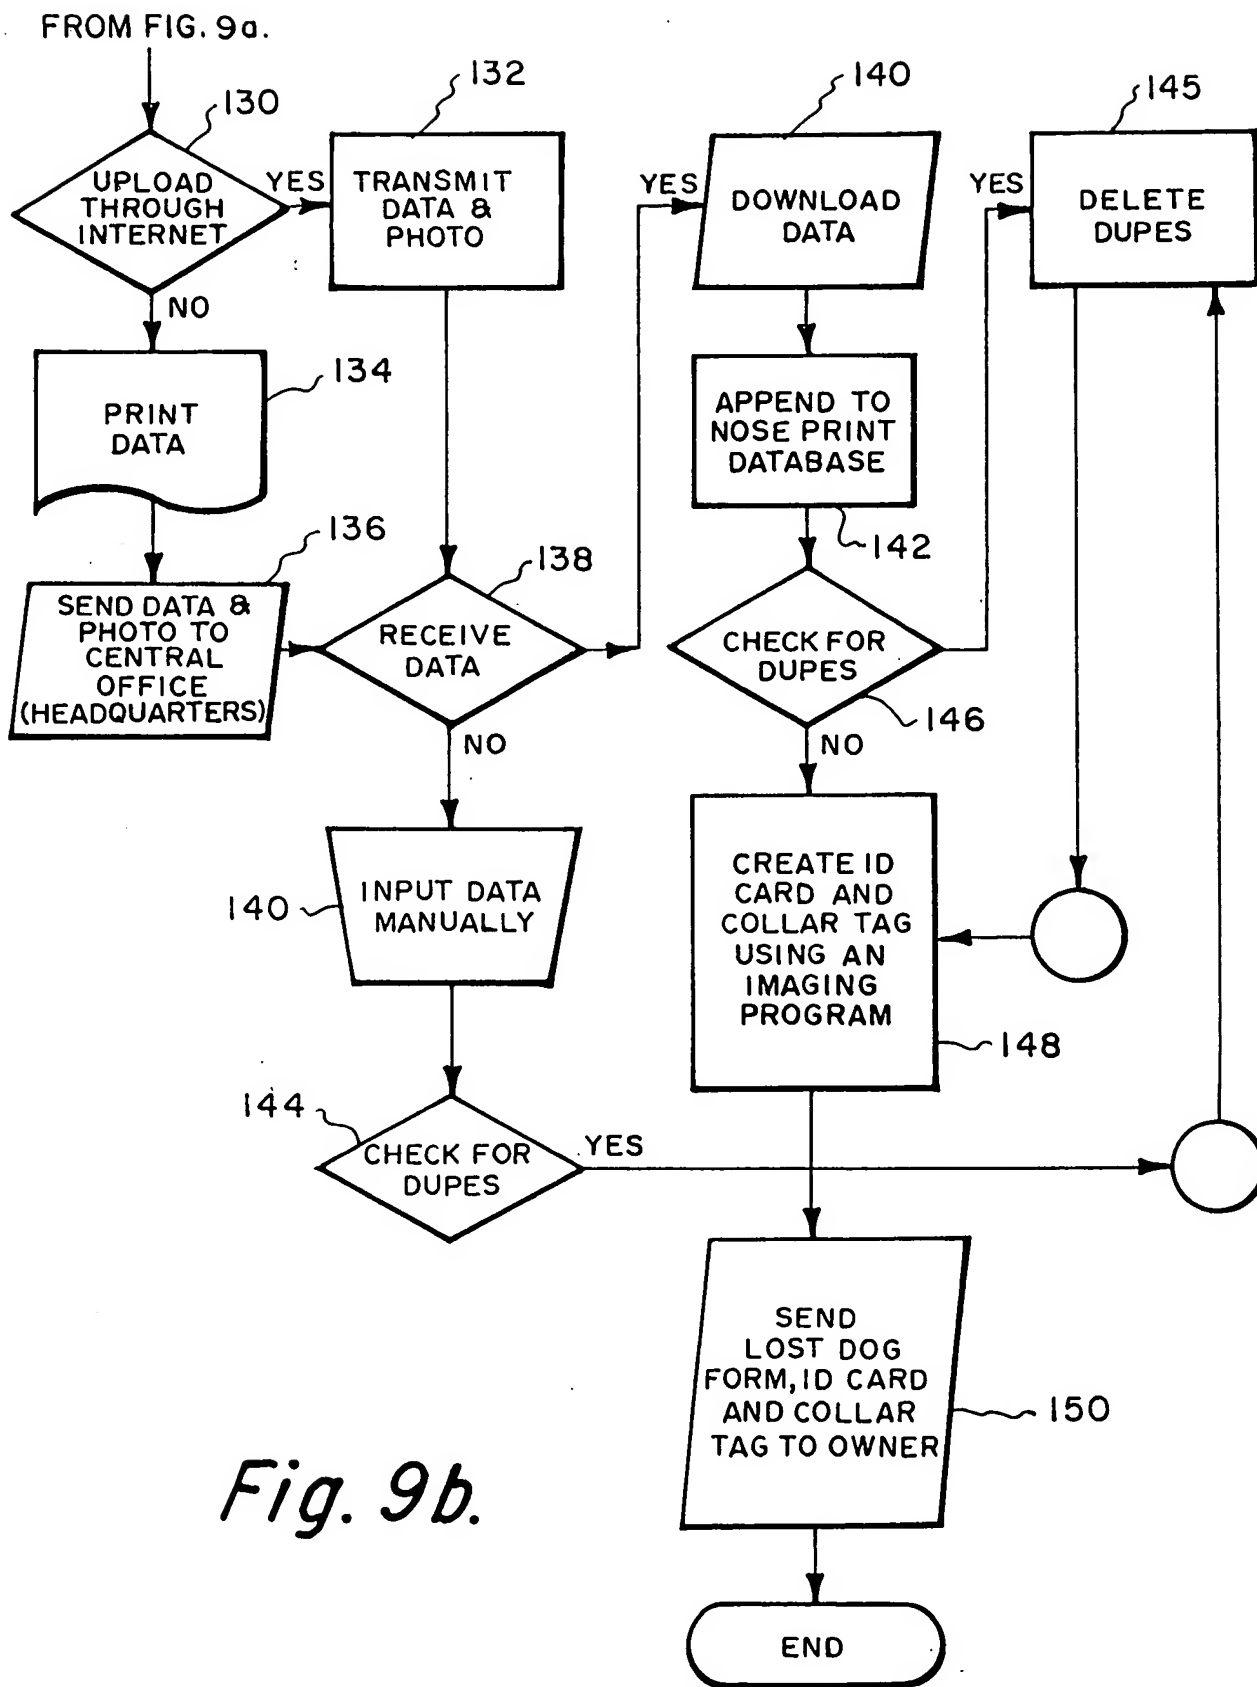 FROM FIG. 9a.
130
UPLOAD
THROUGH
INTERNET
YES
NO
132
TRANSMIT
DATA &
PHOTO
134
PRINT
DATA
136
SEND DATA &
PHOTO TO
CENTRAL
OFFICE
(HEADQUARTERS)
138
RECEIVE
DATA
YES
NO
140
INPUT DATA
MANUALLY
144
CHECK FOR
DUPES
YES
140
DOWNLOAD
DATA
APPEND TO
NOSE PRINT
DATABASE
142
CHECK FOR
DUPES
146
YES
NO
145
DELETE
DUPES
CREATE ID
CARD AND
COLLAR TAG
USING AN
IMAGING
PROGRAM
148
SEND
LOST DOG
FORM, ID CARD
AND COLLAR
TAG TO OWNER
150
END
Fig. 9b.